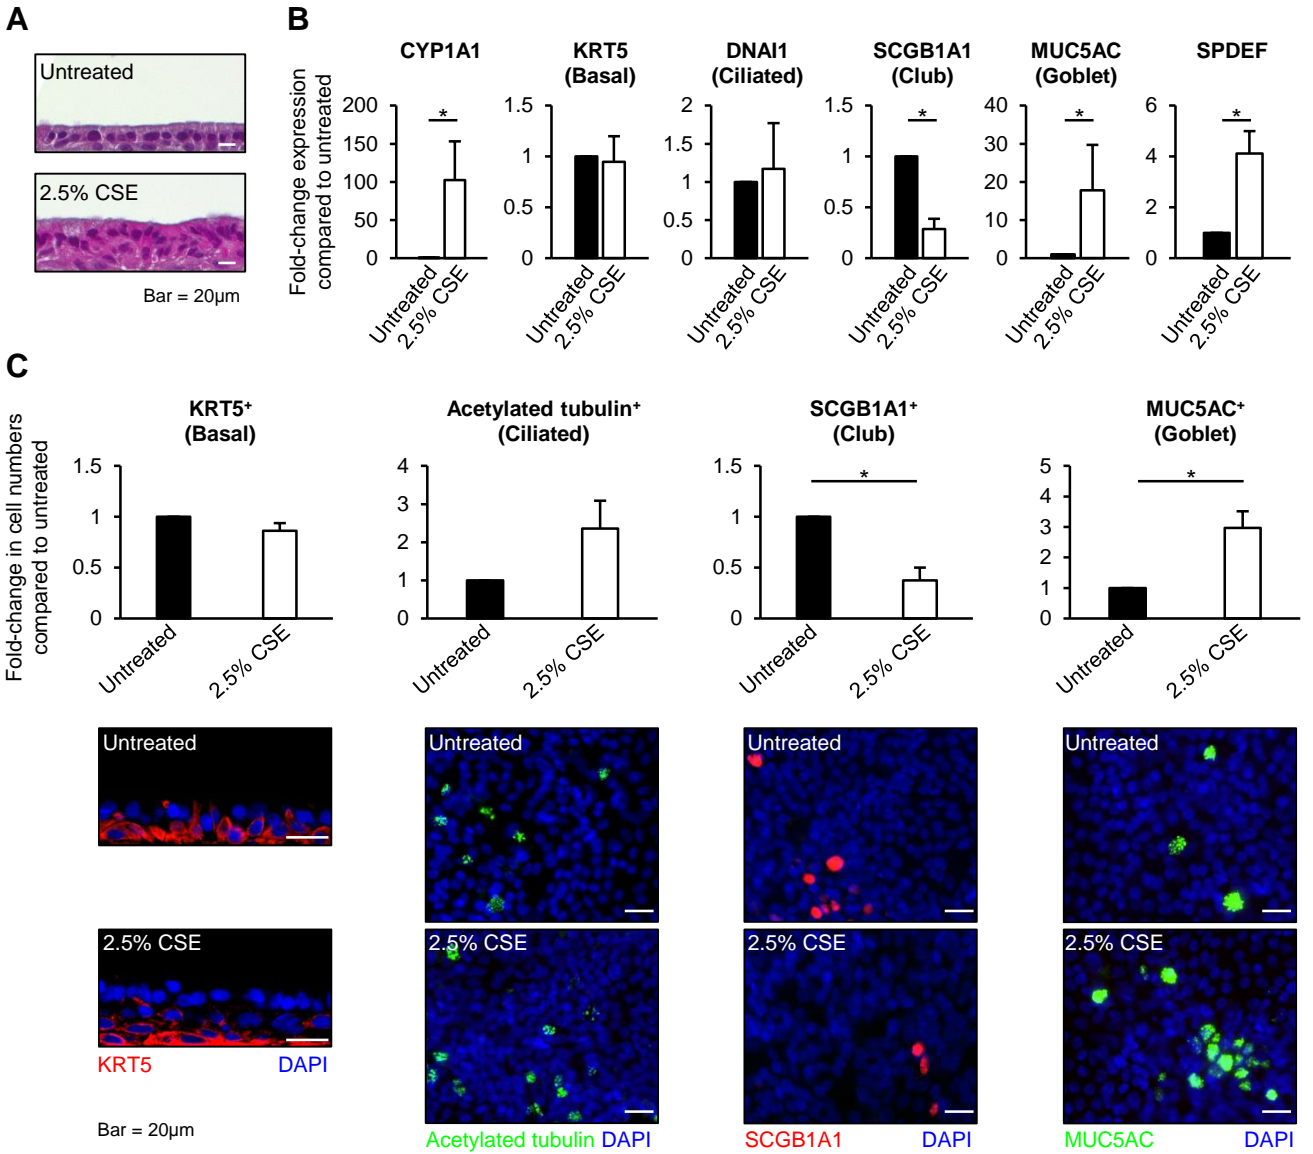 A
Untreated
2.5% CSE
Bar = 20µm
B
Fold-change expression
compared to untreated
CYP1A1
200
150
100
50
0
*
Untreated
2.5% CSE
KRT5
(Basal)
1.5
1
0.5
0
Untreated
2.5% CSE
DNAI1
(Ciliated)
2
1.5
1
0.5
0
Untreated
2.5% CSE
SCGB1A1
(Club)
1.5
1
0.5
0
*
Untreated
2.5% CSE
MUC5AC
(Goblet)
40
30
20
10
0
*
Untreated
2.5% CSE
SPDEF
6
4
2
0
*
Untreated
2.5% CSE
C
Fold-change in cell numbers
compared to untreated
KRT5+
(Basal)
1.5
1
0.5
0
Untreated
2.5% CSE
Acetylated tubulin+
(Ciliated)
4
3
2
1
0
Untreated
2.5% CSE
SCGB1A1+
(Club)
1.5
1
0.5
0
*
Untreated
2.5% CSE
MUC5AC+
(Goblet)
5
4
3
2
1
0
*
Untreated
2.5% CSE
Untreated
2.5% CSE
KRT5 DAPI
Bar = 20µm
Untreated
2.5% CSE
Acetylated tubulin DAPI
Untreated
2.5% CSE
SCGB1A1 DAPI
Untreated
2.5% CSE
MUC5AC DAPI